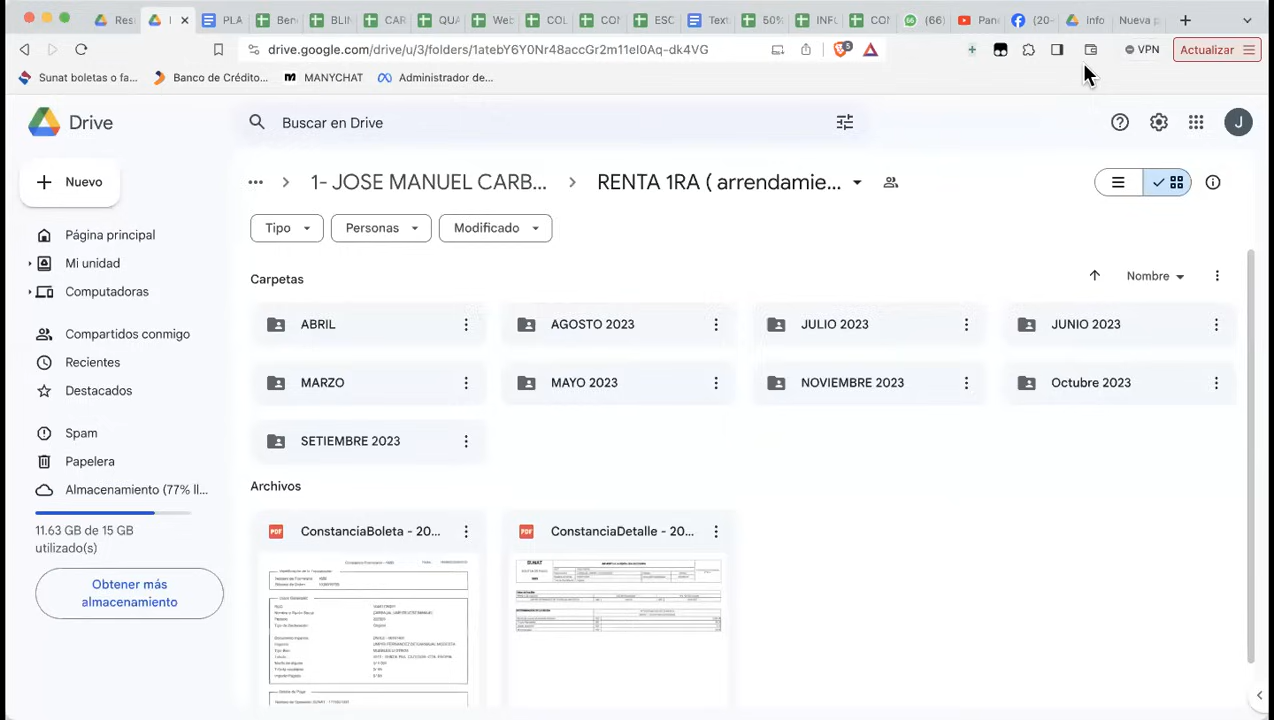 Resi
PLA
Ben
BLIN
CAR
QUA
Web
COL
CON
ESC
Text
50%
INFL
CON
(66)
Pan
(20-
Info
Nueva p
drive.google.com/drive/u/3/folders/
5
VPN
Actualizar
Sunat boletas o fa...
Banco de Crédito...
MANYCHAT
Administrador de...
Drive
Buscar en Drive
J
Nuevo
1- JOSE MANUEL CARB...
RENTA 1RA ( arrendamie...
Tipo
Personas
Modificado
Página principal
Mi unidad
Computadoras
Compartidos conmigo
Recientes
Destacados
Spam
Papelera
Almacenamiento (77% ll...
11.63 GB de 15 GB
utilizado(s)
Obtener más
almacenamiento
Carpetas
Nombre
ABRIL
AGOSTO 2023
JULIO 2023
JUNIO 2023
MARZO
MAYO 2023
NOVIEMBRE 2023
Octubre 2023
SETIEMBRE 2023
Archivos
PDF
ConstanciaBoleta - 20...
PDF
ConstanciaDetalle - 20...
SUNAT